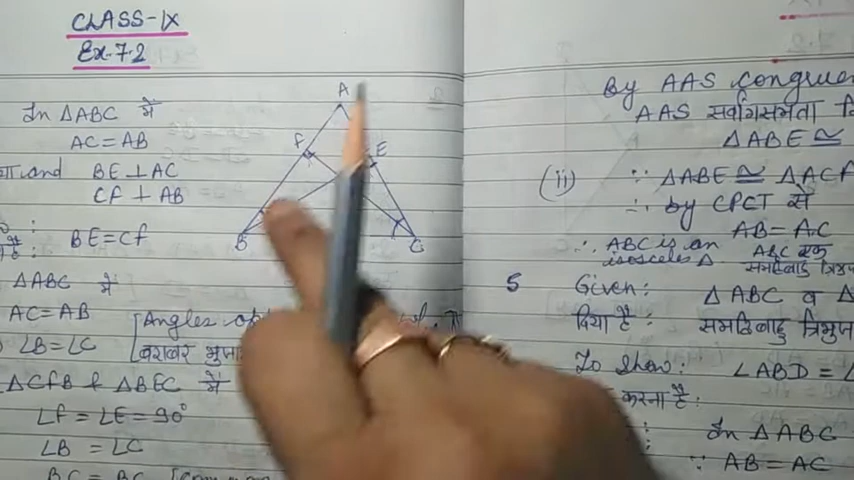 CLASS-IX
Ex-7.2
In ΔABC में
AC=AB
and BE⊥AC
CF ⊥ AB
BE=CF
ΔABC में
AC=AB
[Angles
∠B=∠C
[बराबर
ΔCFB & ΔBEC में
∠F=∠E=90°
∠B =∠C
BC = BC
A
F
E
B
C
By AAS
AAS सर्वांगसमता
ΔABE≅
(ii) ∵ ΔABE ≅ ΔACF
∴ by CPCT से
AB=AC
∴ ABC is an isosceles Δ
ABC एक
समद्विबाहु
5 Given: ΔABC व
दिया है: समद्विबाहु
To Show: ∠ABD =
करना है:
In ΔABC
∵ AB=AC